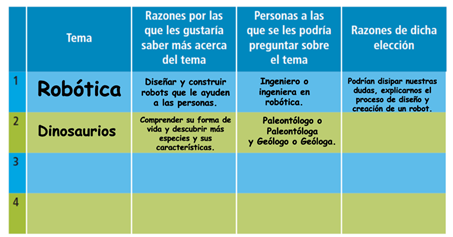 Tema
Razones por las
que les gustaría
saber más acerca
del tema
Personas a las
que se les podría
preguntar sobre
el tema
Razones de dicha
elección
1
Robótica
Diseñar y construir
robots que le ayuden
a las personas.
Ingeniero o
ingeniera en
robótica.
Podrían disipar nuestras
dudas, explicarnos el
proceso de diseño y
creación de un robot.
2
Dinosaurios
Comprender su forma de
vida y descubrir más
especies y sus
características.
Paleontólogo o
Paleontóloga
y Geólogo o Geóloga.
3
4